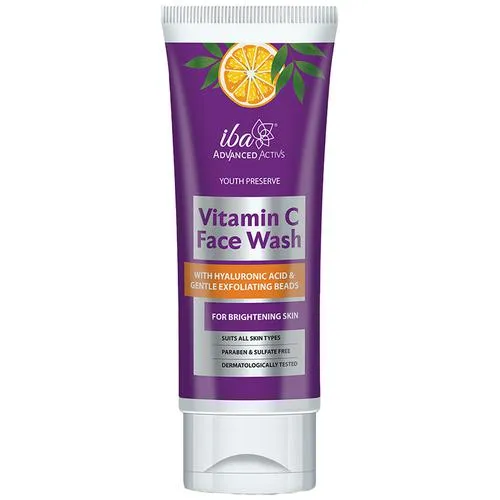 iba®
ADVANCED ACTIVS
YOUTH PRESERVE
Vitamin C
Face Wash
WITH HYALURONIC ACID &
GENTLE EXFOLIATING BEADS
FOR BRIGHTENING SKIN
SUITS ALL SKIN TYPES
PARABEN & SULFATE FREE
DERMATOLOGICALLY TESTED